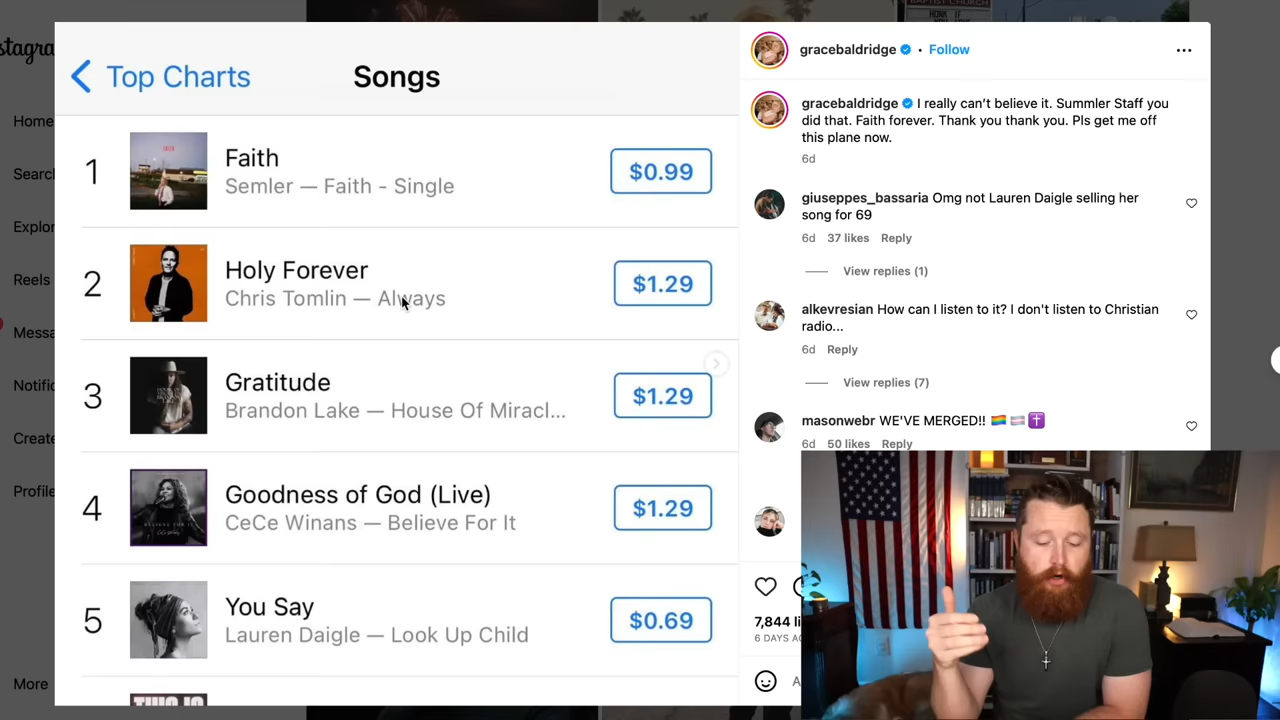 BAPTIST CHURCH
HONK IF
stagra
Home
Search
Explor
Reels
Messa
Notific
Create
Profile
More
Top Charts
Songs
1
Faith
Semler — Faith - Single
$0.99
2
Holy Forever
Chris Tomlin — Always
$1.29
3
Gratitude
Brandon Lake — House Of Miracl...
$1.29
4
Goodness of God (Live)
CeCe Winans — Believe For It
$1.29
5
You Say
Lauren Daigle — Look Up Child
$0.69
gracebaldridge • Follow
gracebaldridge I really can't believe it. Summler Staff you
did that. Faith forever. Thank you thank you. Pls get me off
this plane now.
6d
giuseppes_bassaria Omg not Lauren Daigle selling her
song for 69
6d 37 likes Reply
View replies (1)
alkevresian How can I listen to it? I don't listen to Christian
radio...
6d Reply
View replies (7)
masonwebr WE'VE MERGED!! 🏳️‍🌈 🏳️‍⚧️ ✝️
6d 50 likes Reply
7,844 li
6 DAYS AG
A